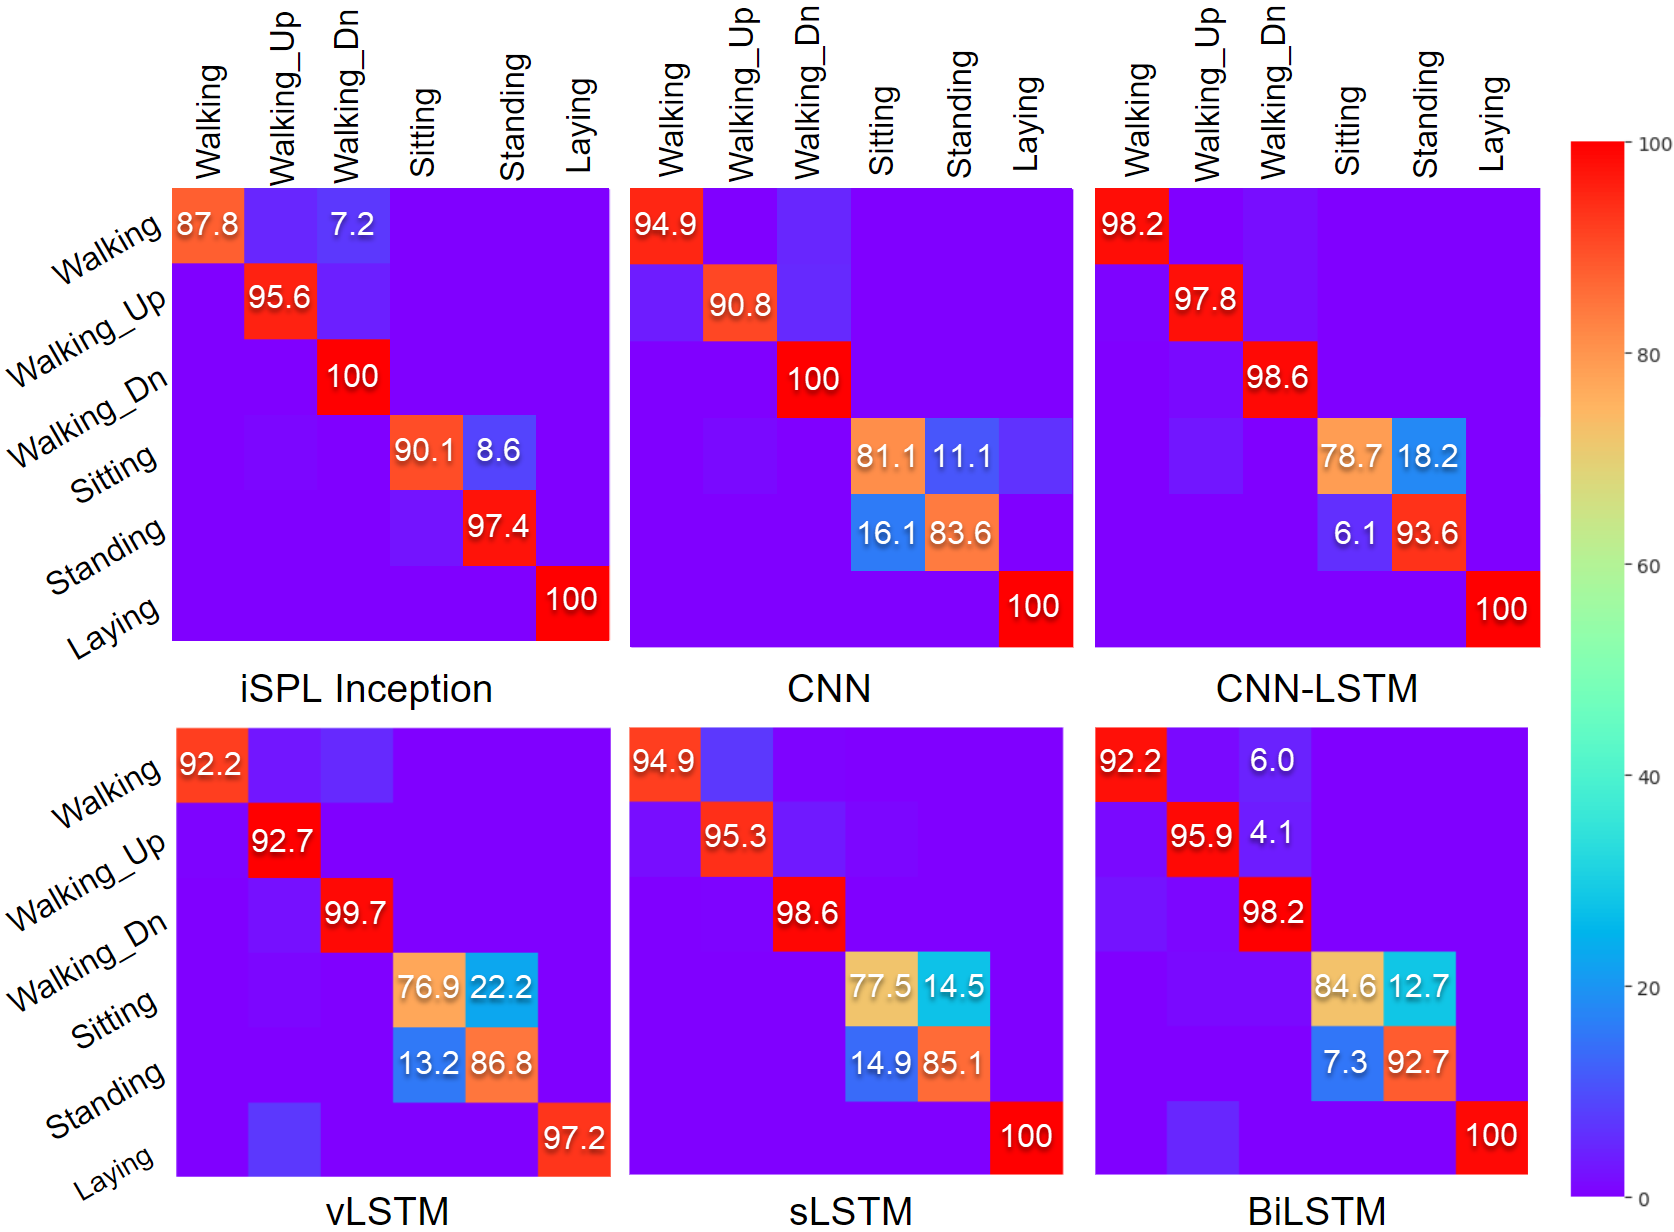 Walking Walking_Up Walking_Dn Sitting Standing Laying
Walking Walking_Up Walking_Dn Sitting Standing Laying
Walking Walking_Up Walking_Dn Sitting Standing Laying
Walking 87.8 7.2
Walking_Up 95.6
Walking_Dn 100
Sitting 90.1 8.6
Standing 97.4
Laying 100
iSPL Inception
94.9
90.8
100
81.1 11.1
16.1 83.6
100
CNN
98.2
97.8
98.6
78.7 18.2
6.1 93.6
100
CNN-LSTM
Walking 92.2
Walking_Up 92.7
Walking_Dn 99.7
Sitting 76.9 22.2
Standing 13.2 86.8
Laying 97.2
vLSTM
94.9
95.3
98.6
77.5 14.5
14.9 85.1
100
sLSTM
92.2 6.0
95.9 4.1
98.2
84.6 12.7
7.3 92.7
100
BiLSTM
100
80
60
40
20
0